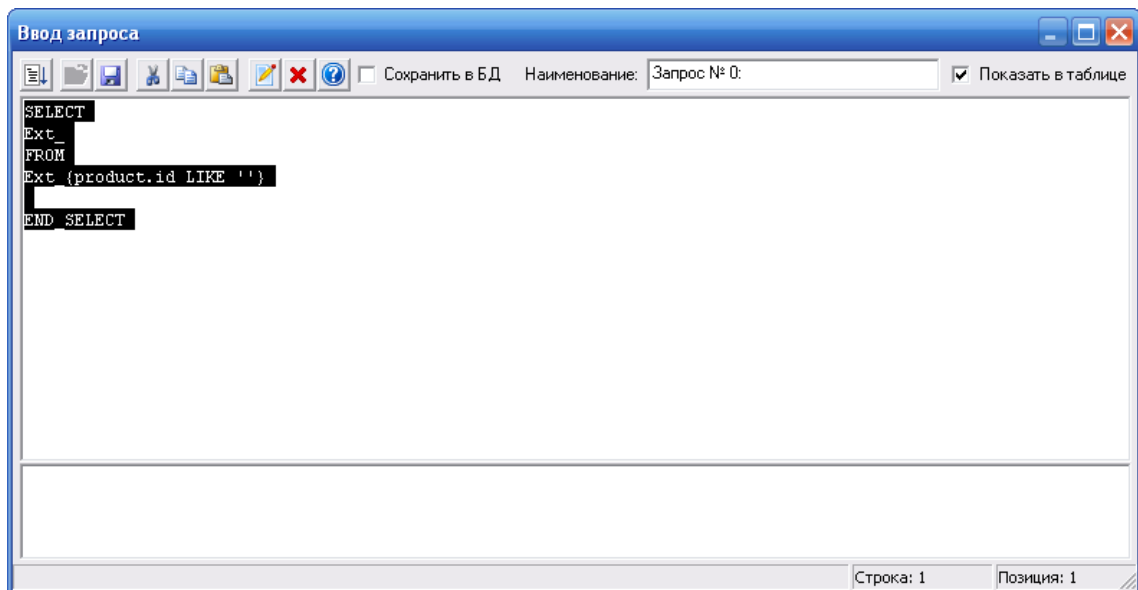 Ввод запроса
Сохранить в БД Наименование: Запрос № 0: Показать в таблице
SELECT
Ext_
FROM
Ext_{product.id LIKE ''}
END_SELECT
Строка: 1 Позиция: 1